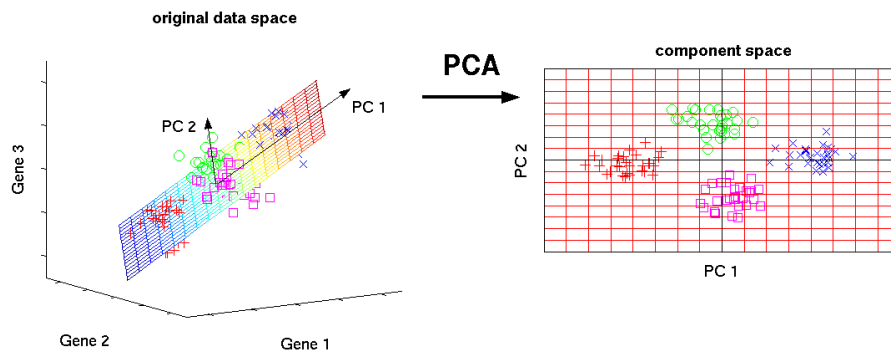 original data space
PC 1
PC 2
Gene 3
Gene 2
Gene 1
PCA
component space
PC 2
PC 1